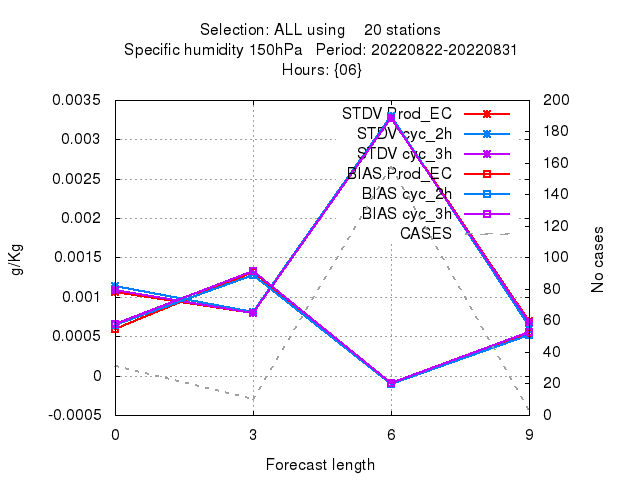 Selection: ALL using 20 stations
Specific humidity 150hPa Period: 20220822-20220831
Hours: {06}
0.0035
0.003
0.0025
0.002
0.0015
0.001
0.0005
0
-0.0005
g/Kg
STDV Prod_EC
STDV cyc_2h
STDV cyc_3h
BIAS Prod_EC
BIAS cyc_2h
BIAS cyc_3h
CASES
200
180
160
140
120
100
80
60
40
20
0
No cases
0 3 6 9
Forecast length